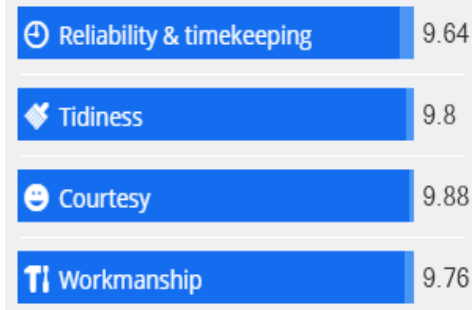 Reliability & timekeeping 9.64
Tidiness 9.8
Courtesy 9.88
Workmanship 9.76